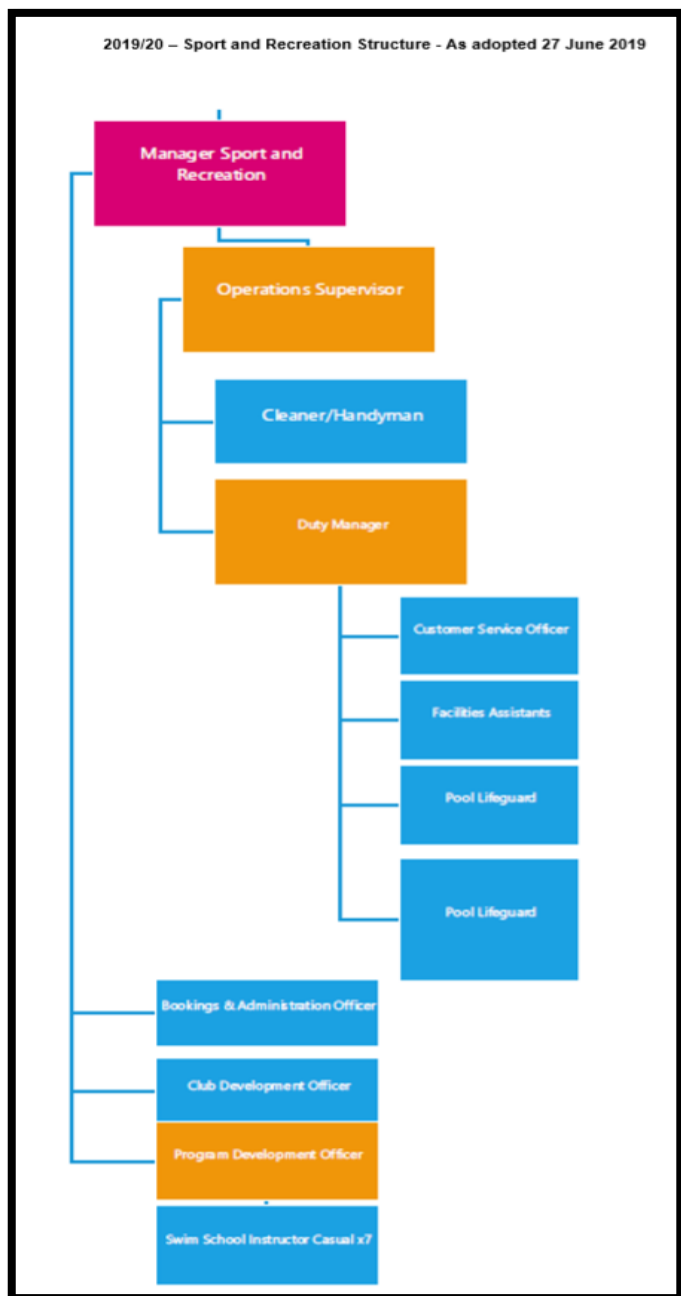 2019/20 – Sport and Recreation Structure - As adopted 27 June 2019
Manager Sport and
Recreation
Operations Supervisor
Cleaner/Handyman
Duty Manager
Customer Service Officer
Facilities Assistants
Pool Lifeguard
Pool Lifeguard
Bookings & Administration Officer
Club Development Officer
Program Development Officer
Swim School Instructor Casual x7